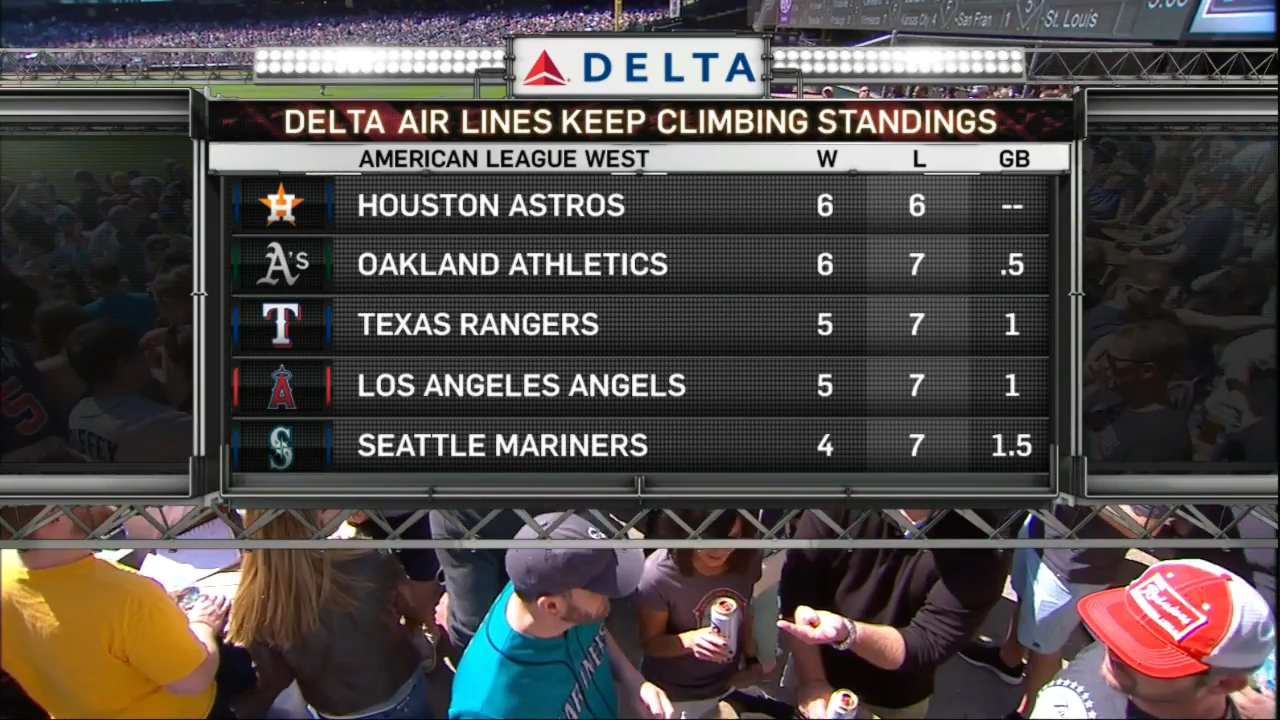 San Fran 1
St. Louis
DELTA
DELTA AIR LINES KEEP CLIMBING STANDINGS
AMERICAN LEAGUE WEST W L GB
H HOUSTON ASTROS 6 6 --
A's OAKLAND ATHLETICS 6 7 .5
T TEXAS RANGERS 5 7 1
A LOS ANGELES ANGELS 5 7 1
S SEATTLE MARINERS 4 7 1.5